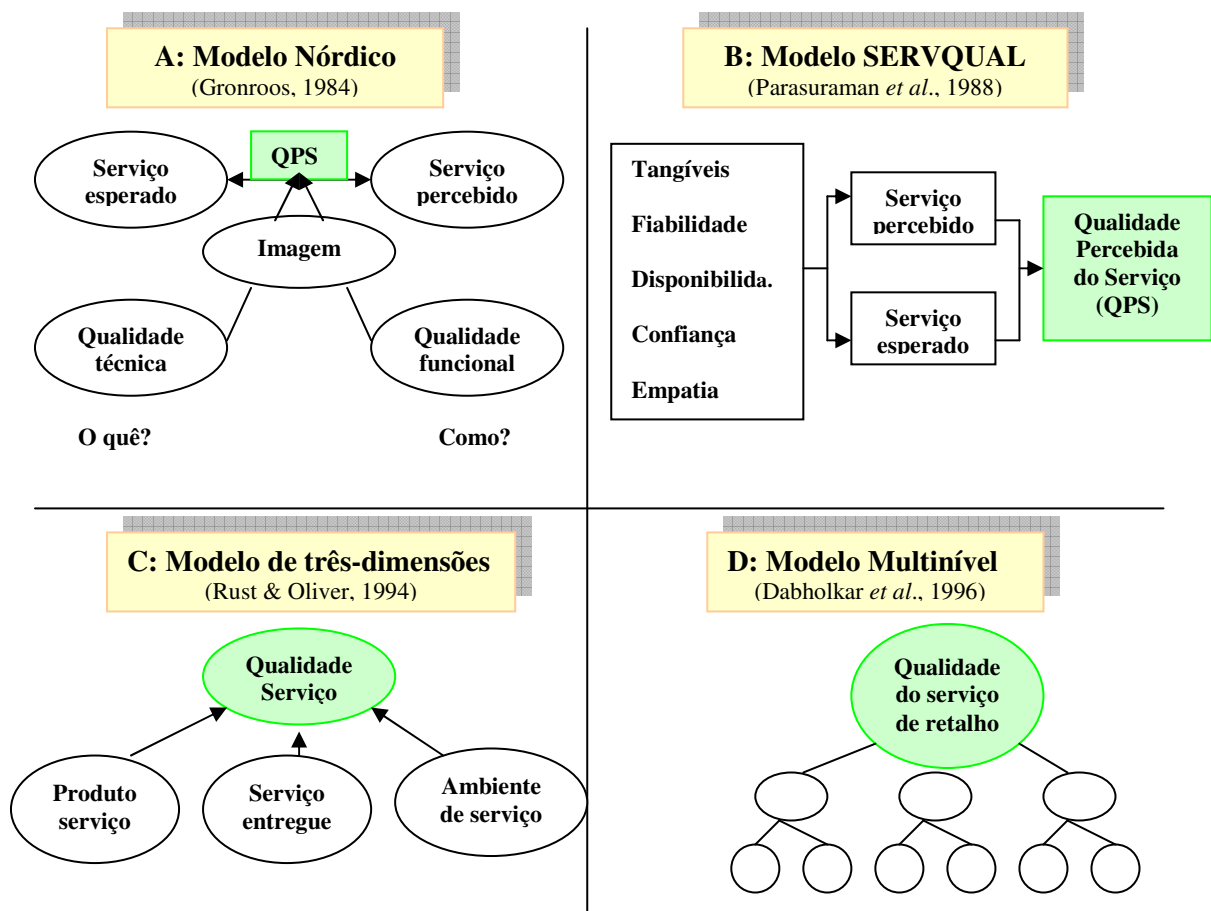 A: Modelo Nórdico
(Gronroos, 1984)
QPS
Serviço
esperado
Serviço
percebido
Imagem
Qualidade
técnica
Qualidade
funcional
O quê?
Como?
B: Modelo SERVQUAL
(Parasuraman et al., 1988)
Tangíveis
Fiabilidade
Disponibilida.
Confiança
Empatia
Serviço
percebido
Serviço
esperado
Qualidade
Percebida
do Serviço
(QPS)
C: Modelo de três-dimensões
(Rust & Oliver, 1994)
Qualidade
Serviço
Produto
serviço
Serviço
entregue
Ambiente
de serviço
D: Modelo Multinível
(Dabholkar et al., 1996)
Qualidade
do serviço
de retalho